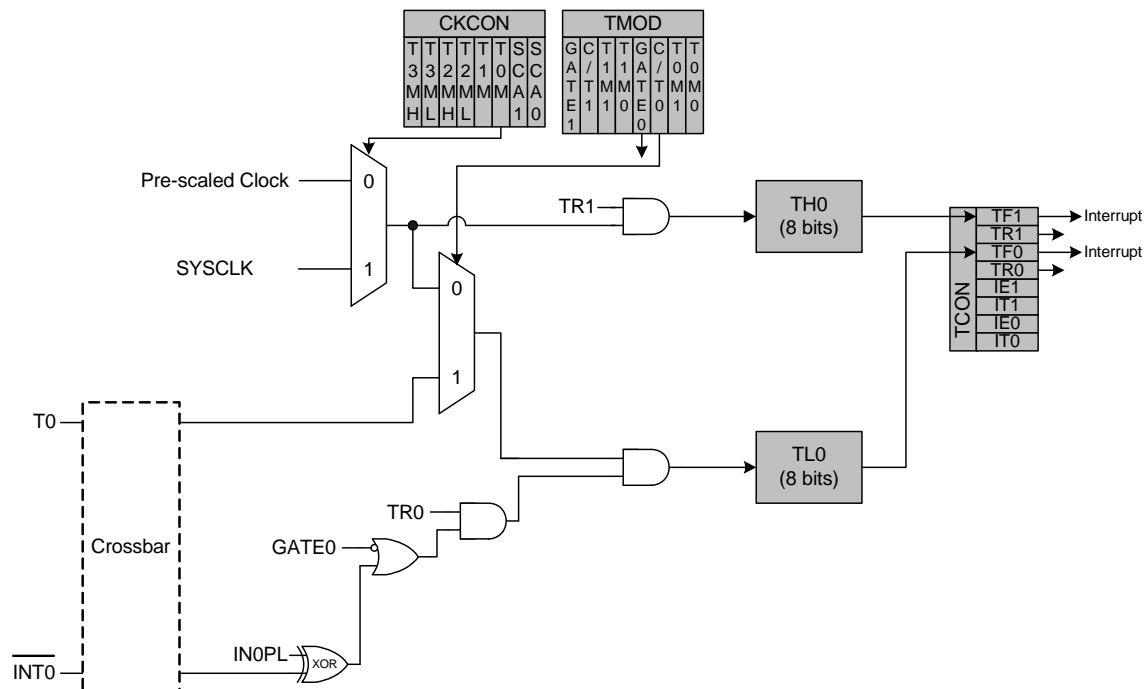 CKCON
T3MH
T3ML
T2MH
T2ML
T1M
T0M
SCA1
SCA0
TMOD
GATE1
C/T1
T1M1
T1M0
GATE0
C/T0
T0M1
T0M0
Pre-scaled Clock
0
SYSCLK
1
TR1
TH0
(8 bits)
TCON
TF1
TR1
TF0
TR0
IE1
IT1
IE0
IT0
Interrupt
Interrupt
0
1
T0
Crossbar
TL0
(8 bits)
TR0
GATE0
IN0PL
XOR
INT0